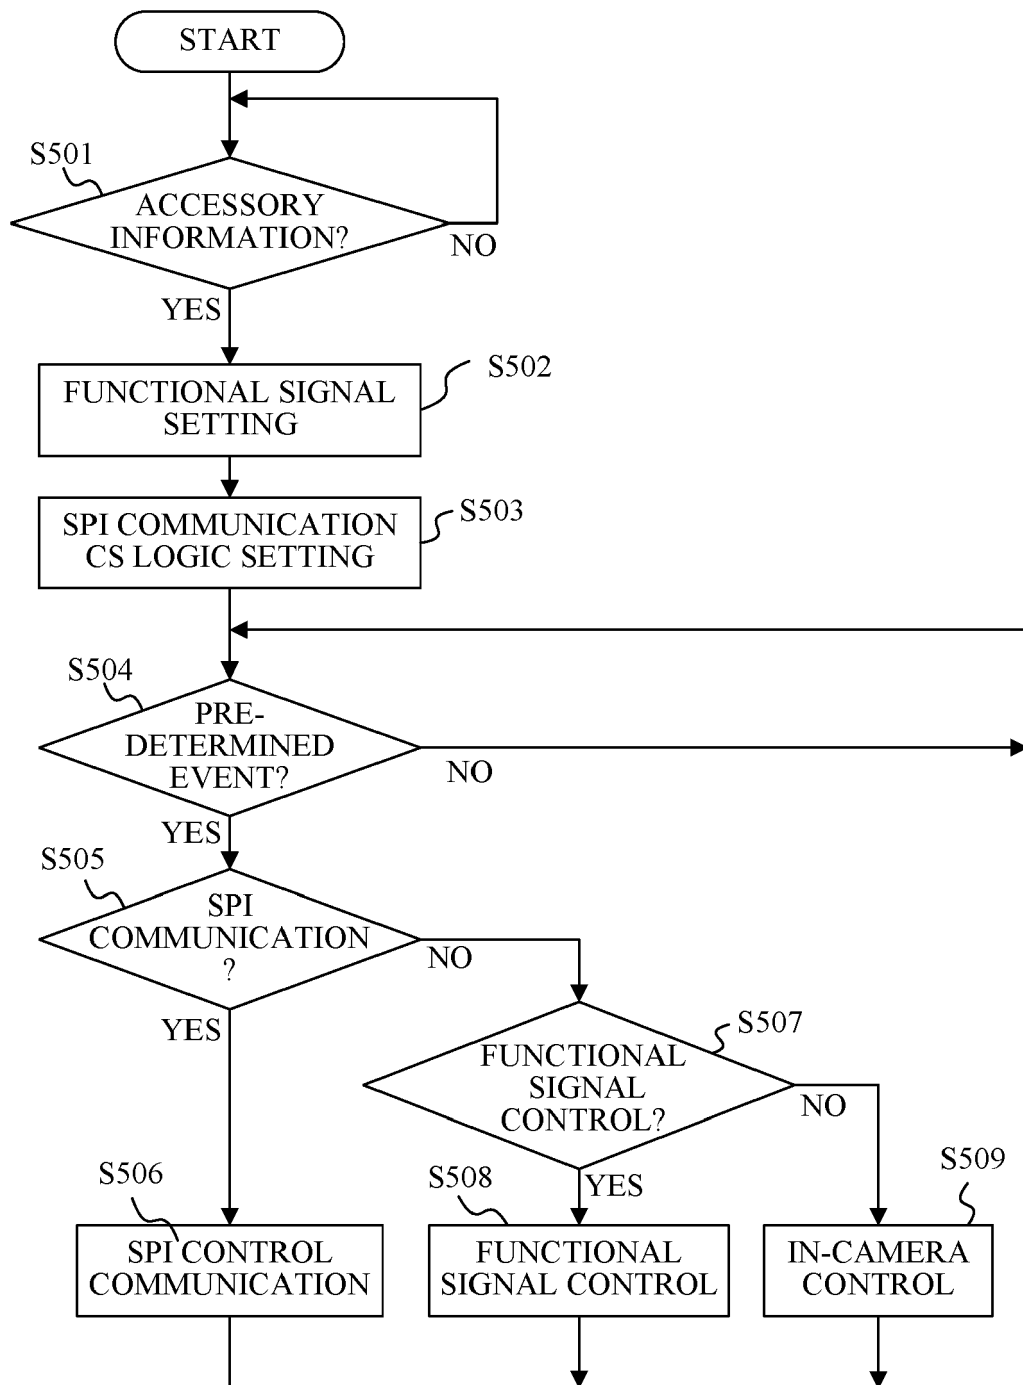 START
S501
ACCESSORY
INFORMATION?
NO
YES
S502
FUNCTIONAL SIGNAL
SETTING
S503
SPI COMMUNICATION
CS LOGIC SETTING
S504
PRE-
DETERMINED
EVENT?
NO
YES
S505
SPI
COMMUNICATION
?
NO
YES
S507
FUNCTIONAL
SIGNAL
CONTROL?
NO
YES
S506
SPI CONTROL
COMMUNICATION
S508
FUNCTIONAL
SIGNAL CONTROL
S509
IN-CAMERA
CONTROL